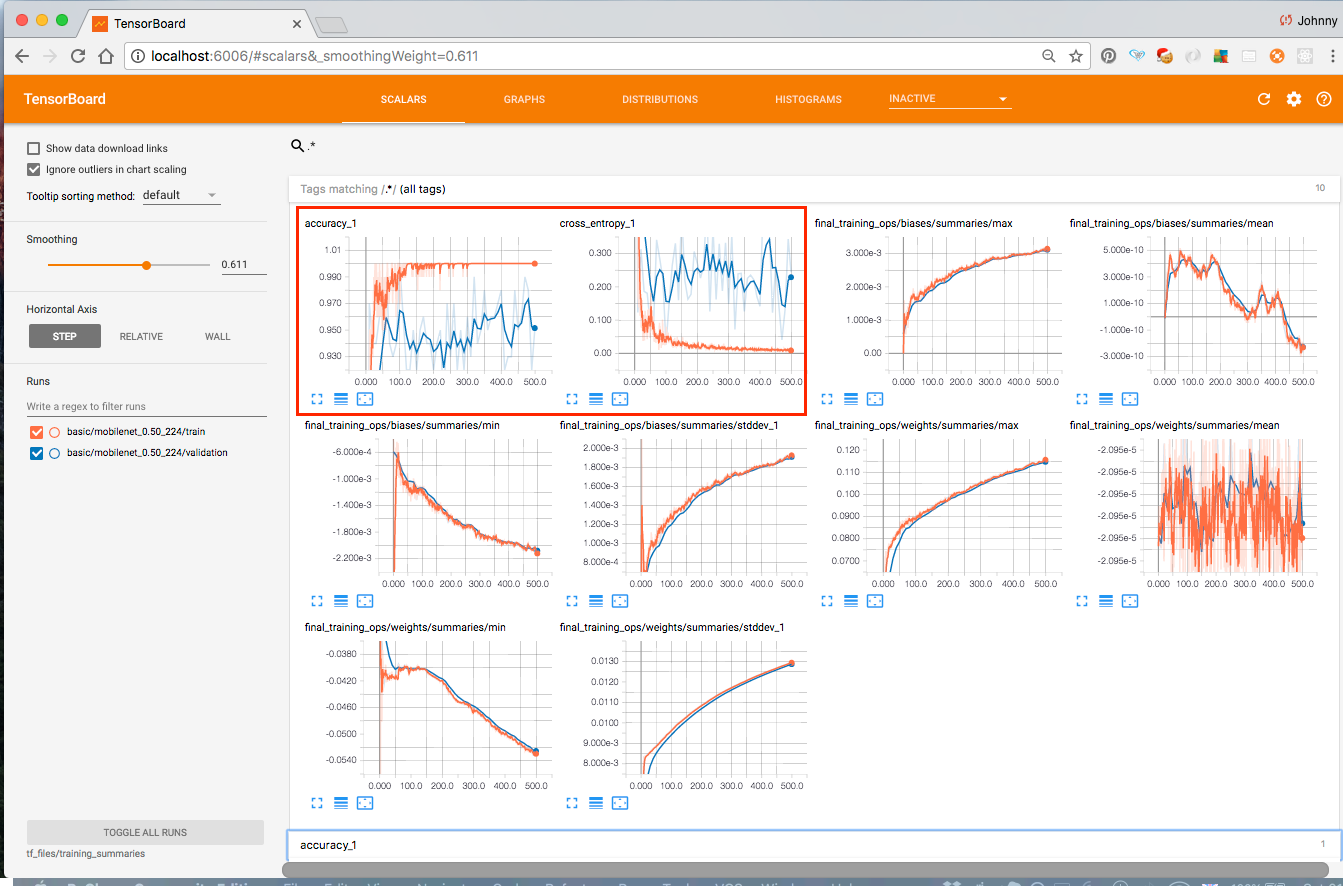 TensorBoard
Johnny
localhost:6006/#scalars&_smoothingWeight=0.611
TensorBoard
SCALARS
GRAPHS
DISTRIBUTIONS
HISTOGRAMS
INACTIVE
Show data download links
Ignore outliers in chart scaling
Tooltip sorting method: default
Smoothing
0.611
Horizontal Axis
STEP RELATIVE WALL
Runs
Write a regex to filter runs
basic/mobilenet_0.50_224/train
basic/mobilenet_0.50_224/validation
TOGGLE ALL RUNS
tf_files/training_summaries
.*
Tags matching /.*/ (all tags)
10
accuracy_1
1.01
0.990
0.970
0.950
0.930
0.000 100.0 200.0 300.0 400.0 500.0
cross_entropy_1
0.300
0.200
0.100
0.00
0.000 100.0 200.0 300.0 400.0 500.0
final_training_ops/biases/summaries/max
3.000e-3
2.000e-3
1.000e-3
0.00
0.000 100.0 200.0 300.0 400.0 500.0
final_training_ops/biases/summaries/mean
5.000e-10
3.000e-10
1.000e-10
-1.000e-10
-3.000e-10
0.000 100.0 200.0 300.0 400.0 500.0
final_training_ops/biases/summaries/min
-6.000e-4
-1.000e-3
-1.400e-3
-1.800e-3
-2.200e-3
0.000 100.0 200.0 300.0 400.0 500.0
final_training_ops/biases/summaries/stddev_1
2.000e-3
1.800e-3
1.600e-3
1.400e-3
1.200e-3
1.000e-3
8.000e-4
0.000 100.0 200.0 300.0 400.0 500.0
final_training_ops/weights/summaries/max
0.120
0.110
0.100
0.0900
0.0800
0.0700
0.000 100.0 200.0 300.0 400.0 500.0
final_training_ops/weights/summaries/mean
-2.095e-5
-2.095e-5
-2.095e-5
-2.095e-5
-2.095e-5
-2.095e-5
0.000 100.0 200.0 300.0 400.0 500.0
final_training_ops/weights/summaries/min
-0.0380
-0.0420
-0.0460
-0.0500
-0.0540
0.000 100.0 200.0 300.0 400.0 500.0
final_training_ops/weights/summaries/stddev_1
0.0130
0.0120
0.0110
0.0100
9.000e-3
8.000e-3
0.000 100.0 200.0 300.0 400.0 500.0
accuracy_1
1